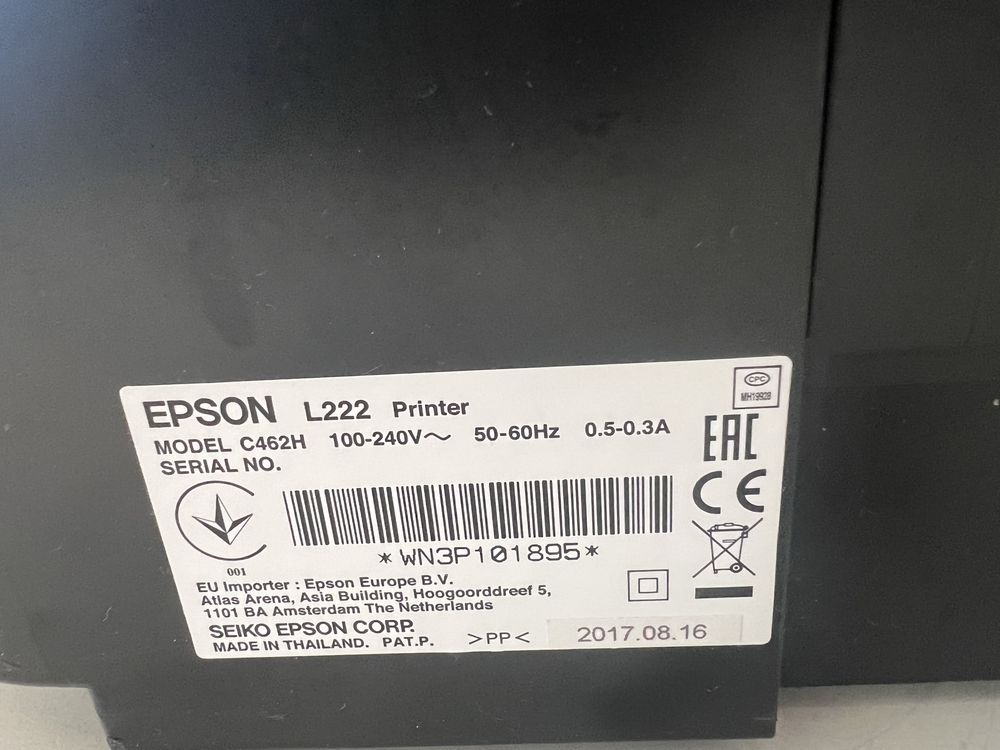 EPSON L222 Printer
MODEL C462H 100-240V～ 50-60Hz 0.5-0.3A
SERIAL NO.
CPC
MH19928
EAC
CE
*WN3P101895*
001
EU Importer : Epson Europe B.V.
Atlas Arena, Asia Building, Hoogoorddreef 5,
1101 BA Amsterdam The Netherlands
SEIKO EPSON CORP.
MADE IN THAILAND. PAT.P. >PP< 2017.08.16